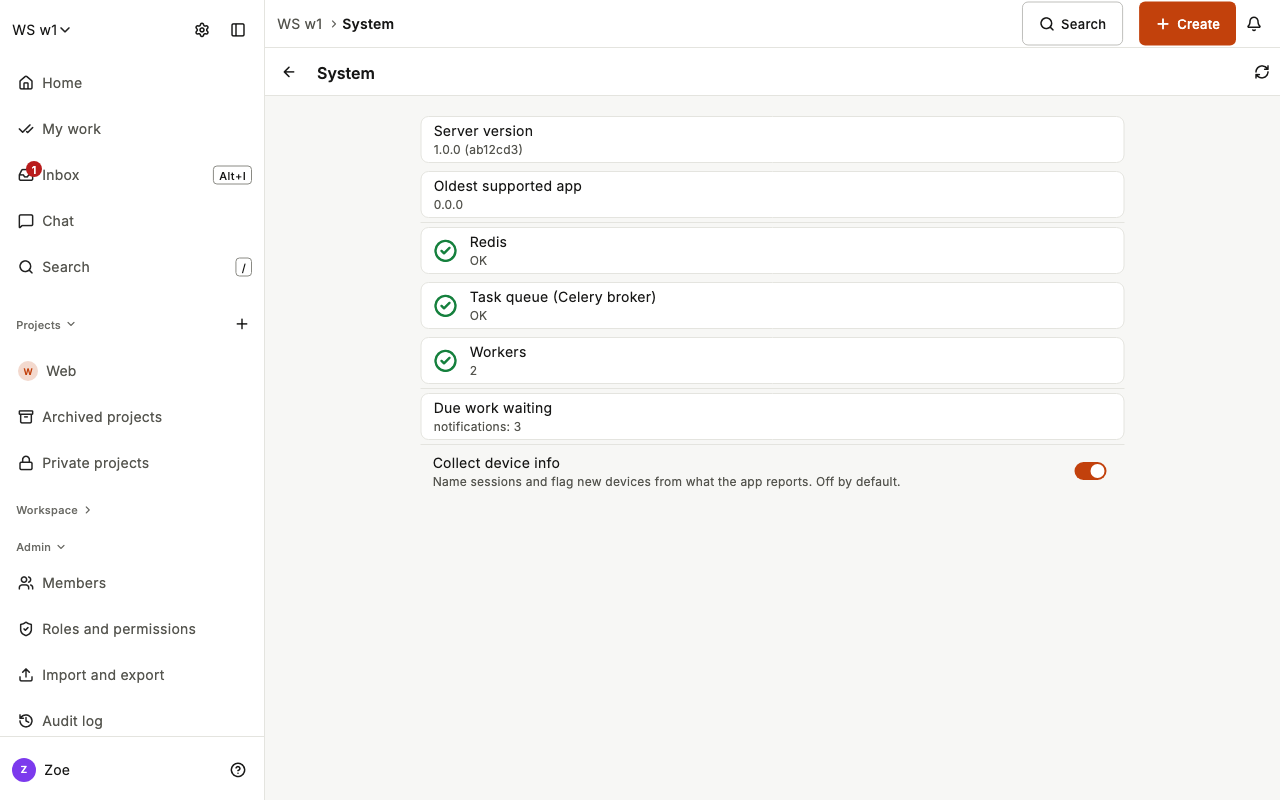 WS w1
Home
My work
1
Inbox
Alt+I
Chat
Search
/
Projects
W
Web
Archived projects
Private projects
Workspace
Admin
Members
Roles and permissions
Import and export
Audit log
Z
Zoe
WS w1 > System
Search
Create
System
Server version
1.0.0 (ab12cd3)
Oldest supported app
0.0.0
Redis
OK
Task queue (Celery broker)
OK
Workers
2
Due work waiting
notifications: 3
Collect device info
Name sessions and flag new devices from what the app reports. Off by default.